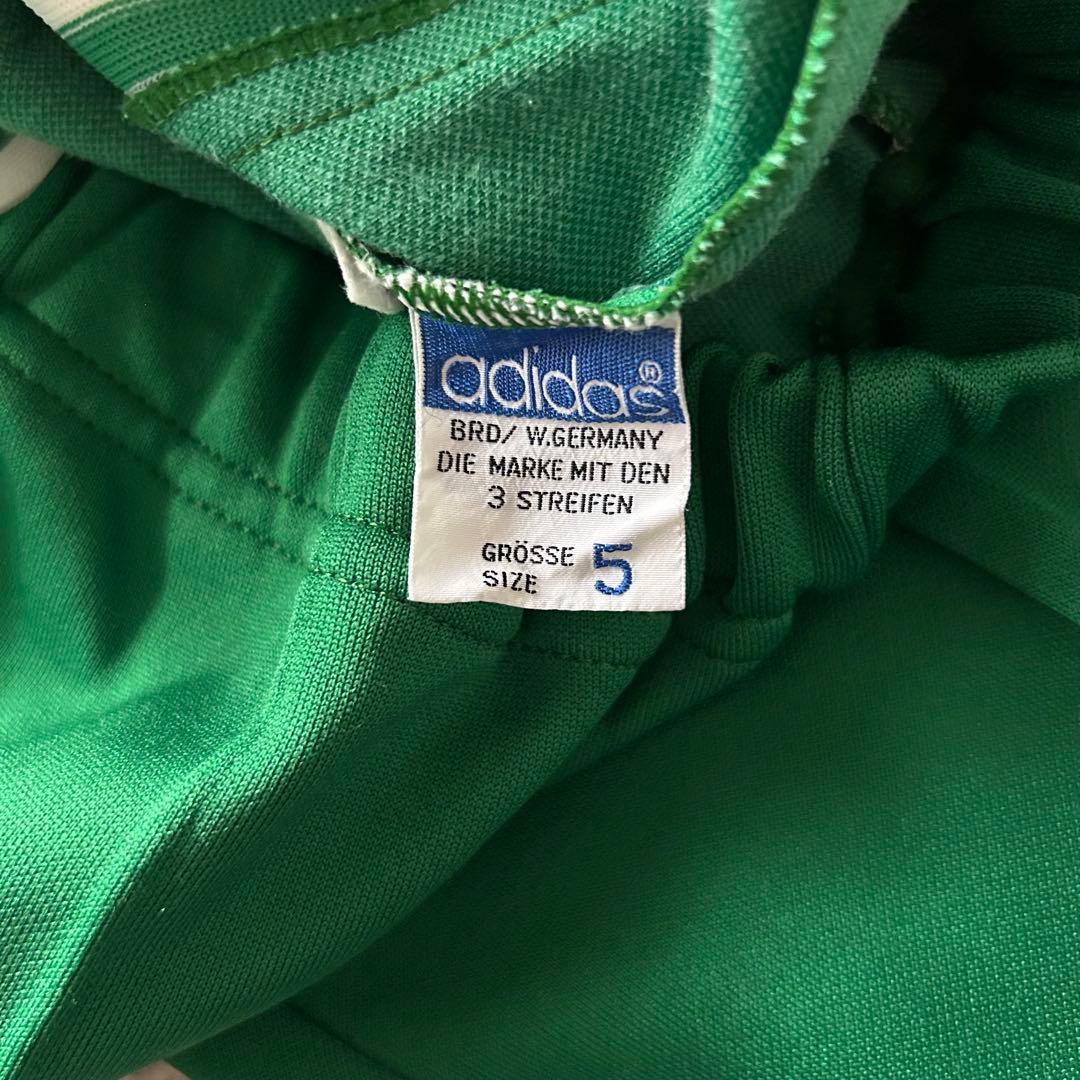 adidas®
BRD/ W.GERMANY
DIE MARKE MIT DEN
3 STREIFEN
GRÖSSE 5
SIZE